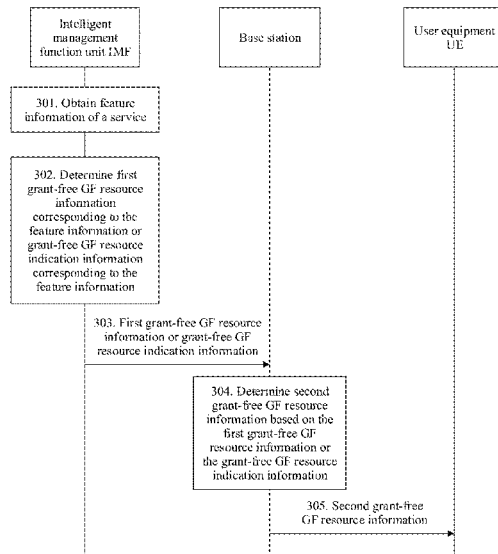 Intelligent
management
function unit IMF
Base station
User equipment
UE
301. Obtain feature
information of a service
302. Determine first
grant-free GF resource
information
corresponding to the
feature information or
grant-free GF resource
indication information
corresponding to the
feature information
303. First grant-free GF resource
information or grant-free GF
resource indication information
304. Determine second
grant-free GF resource
information based on the
first grant-free GF
resource information or
the grant-free GF resource
indication information
305. Second grant-free
GF resource information